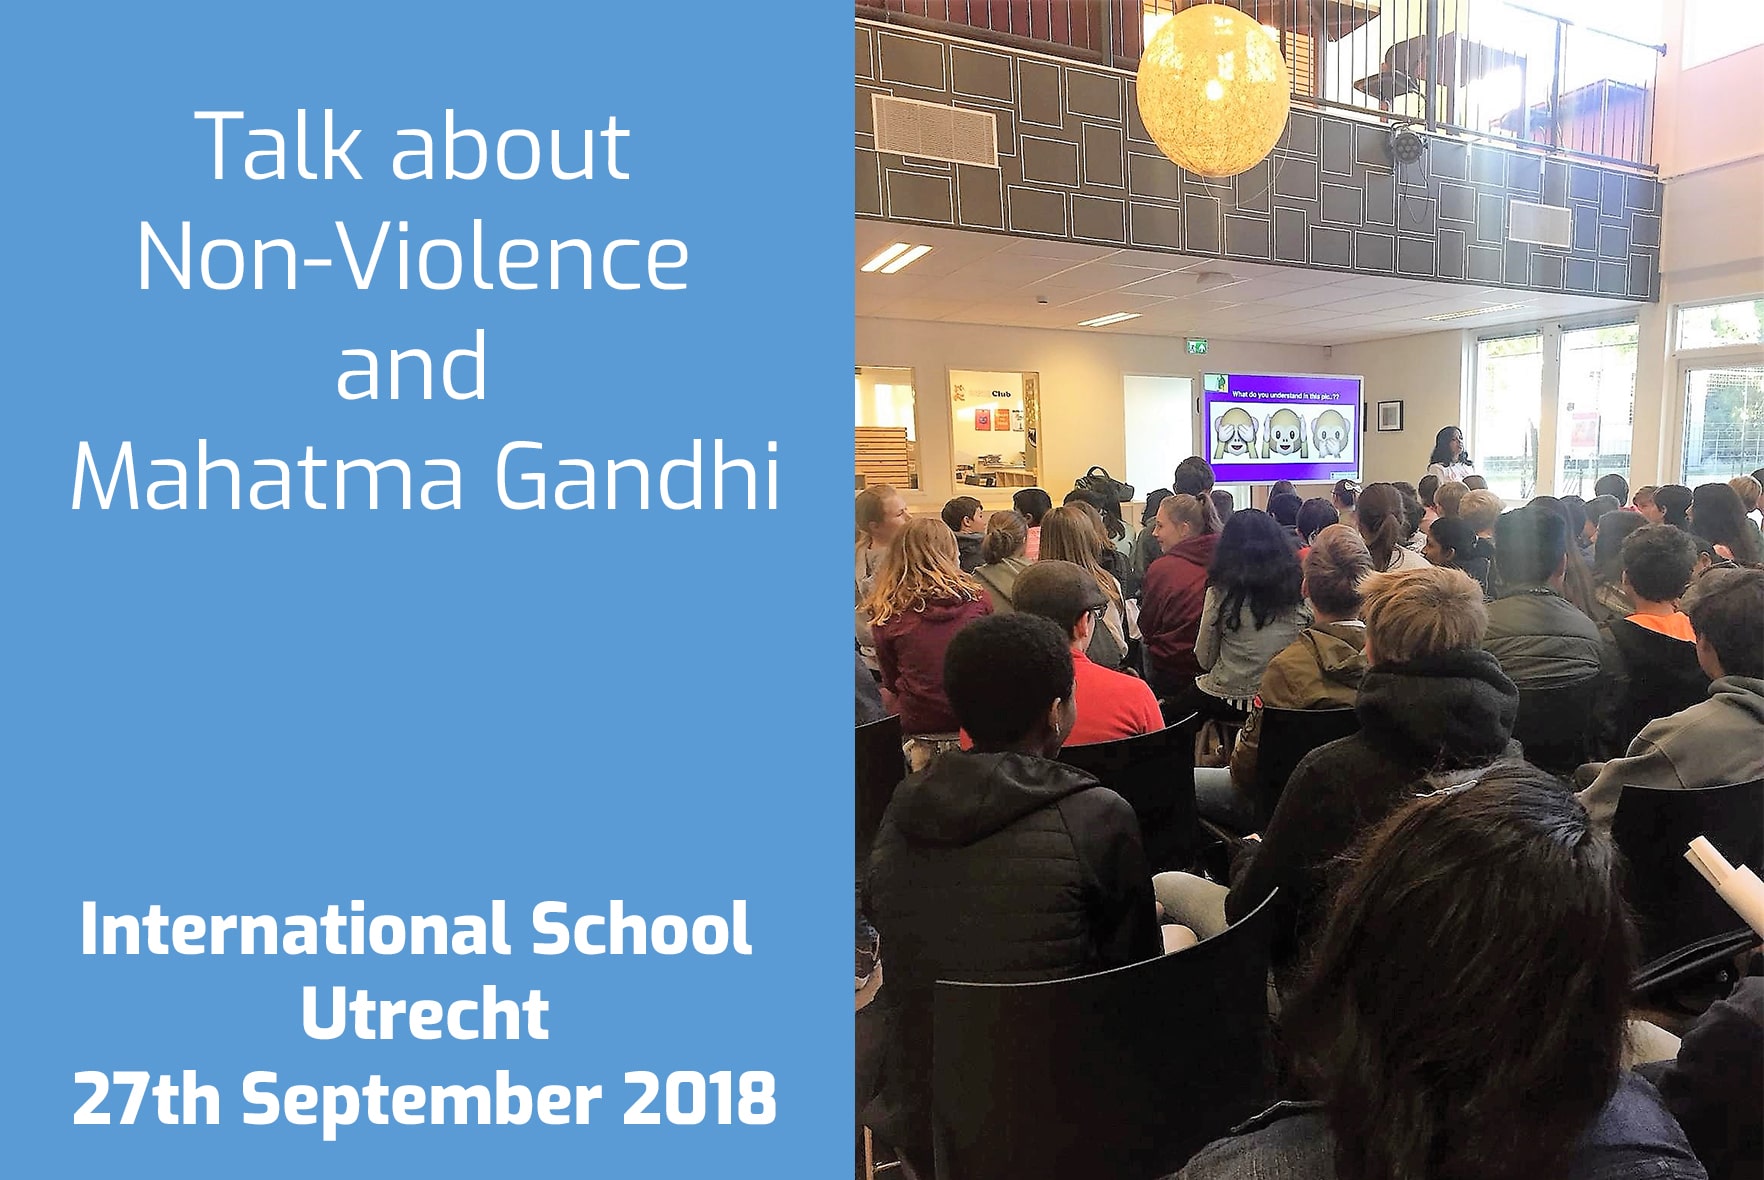 Talk about
Non-Violence
and
Mahatma Gandhi
International School
Utrecht
27th September 2018
Club
What do you understand in this pic..??